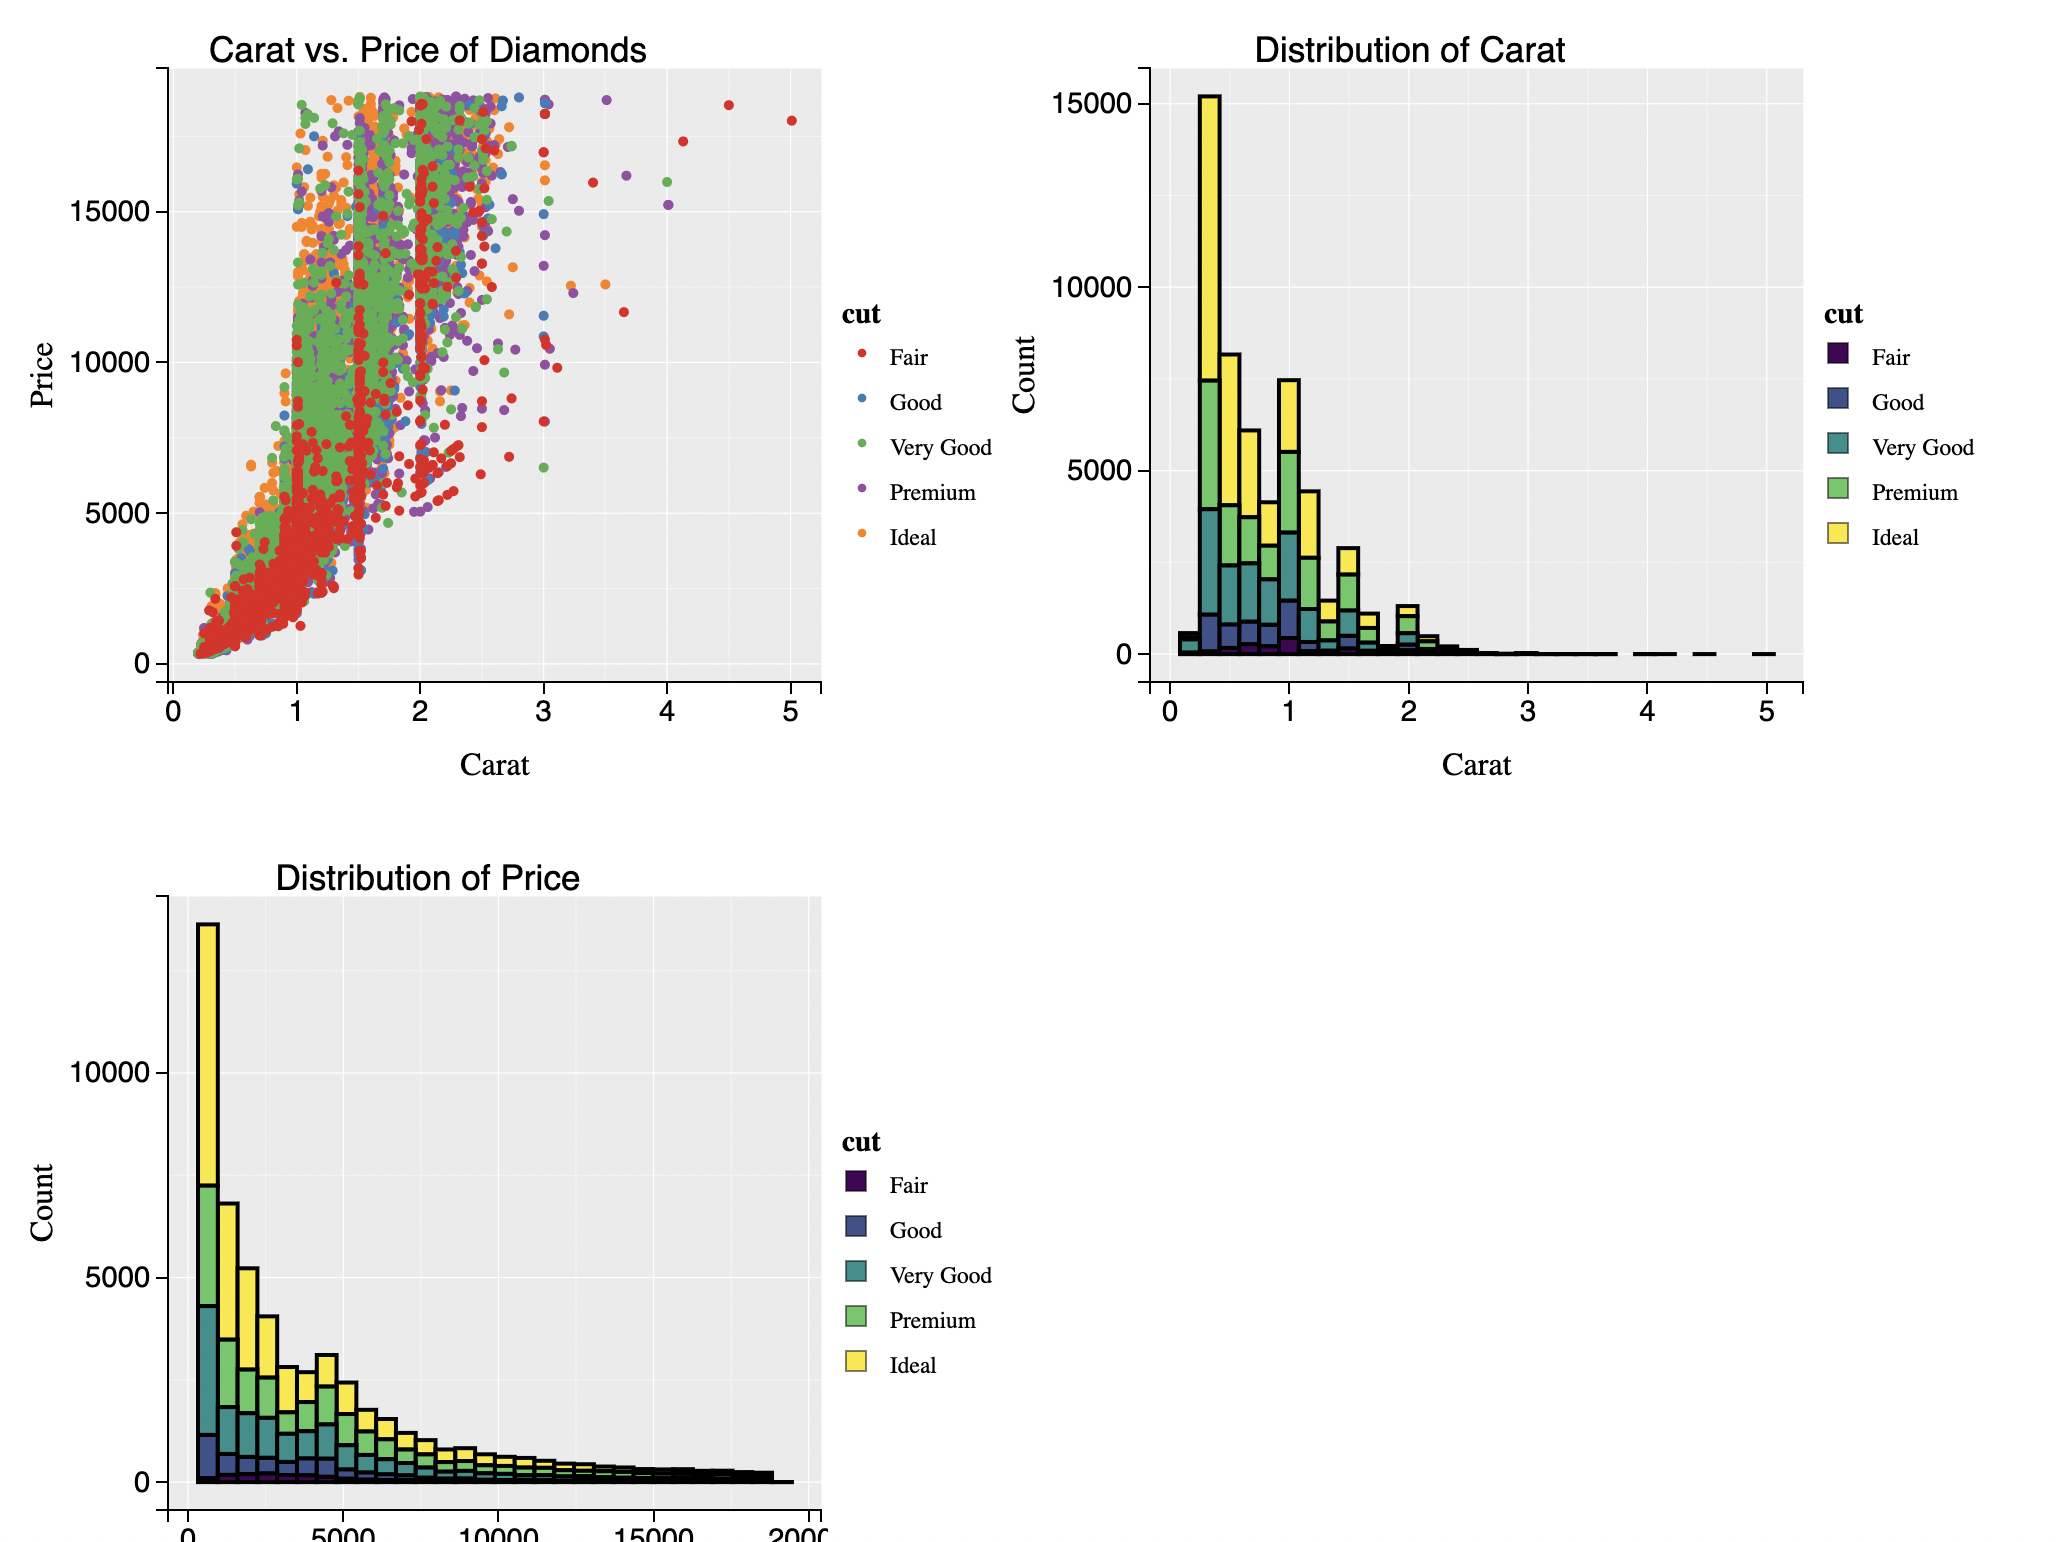 Carat vs. Price of Diamonds
Price
15000
10000
5000
0
0 1 2 3 4 5
Carat
cut
Fair
Good
Very Good
Premium
Ideal
Distribution of Carat
Count
15000
10000
5000
0
0 1 2 3 4 5
Carat
cut
Fair
Good
Very Good
Premium
Ideal
Distribution of Price
Count
10000
5000
0
0 5000 10000 15000
cut
Fair
Good
Very Good
Premium
Ideal